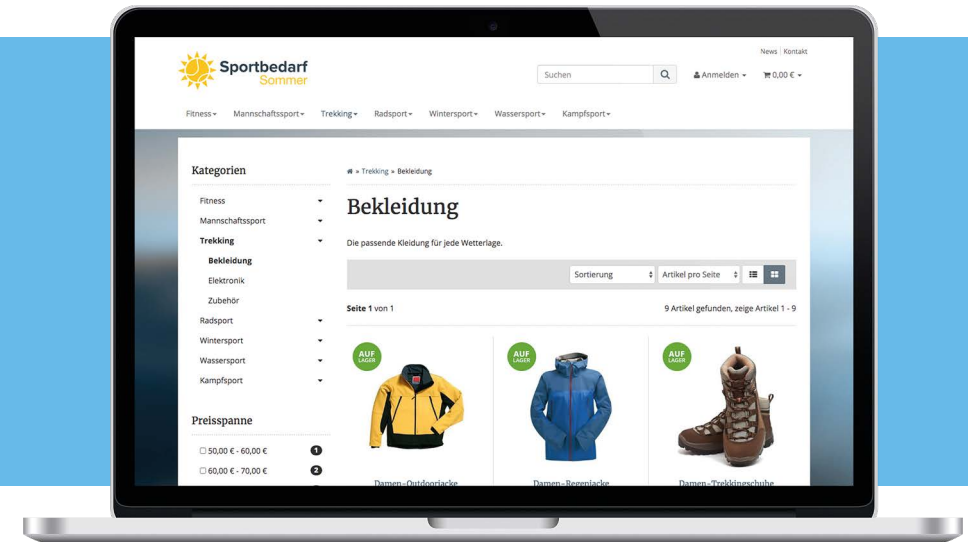 News | Kontakt
Sportbedarf
Sommer
Suchen
Anmelden
0,00 €
Fitness Mannschaftssport Trekking Radsport Wintersport Wassersport Kampfsport
Kategorien
Fitness
Mannschaftssport
Trekking
Bekleidung
Elektronik
Zubehör
Radsport
Wintersport
Wassersport
Kampfsport
Preisspanne
50,00 € - 60,00 € 1
60,00 € - 70,00 € 2
» Trekking » Bekleidung
Bekleidung
Die passende Kleidung für jede Wetterlage.
Sortierung Artikel pro Seite
Seite 1 von 1 9 Artikel gefunden, zeige Artikel 1 - 9
AUF
LAGER
AUF
LAGER
AUF
LAGER
Damen-Outdoorjacke Damen-Regenjacke Damen-Trekkingschuhe